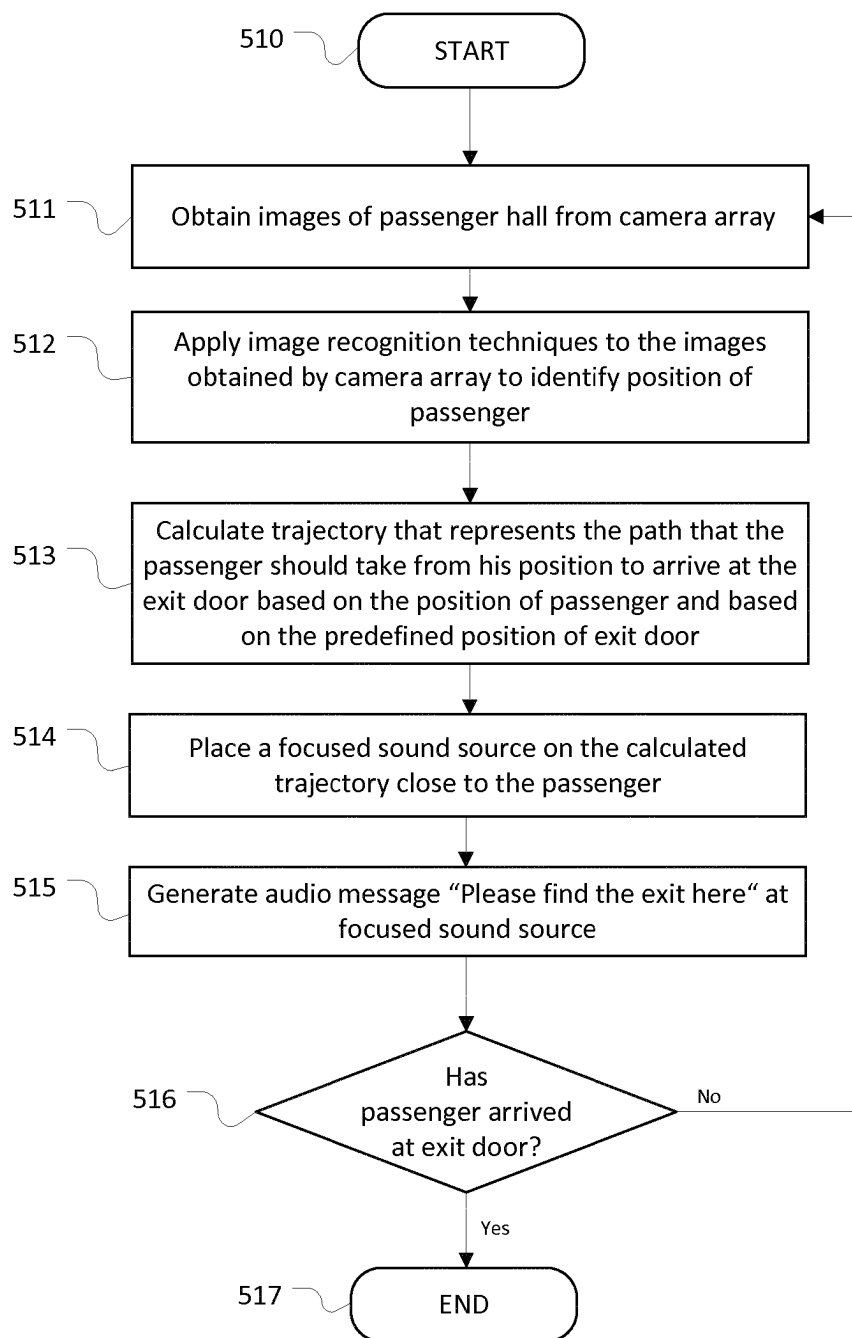 510
START
511
Obtain images of passenger hall from camera array
512
Apply image recognition techniques to the images
obtained by camera array to identify position of
passenger
513
Calculate trajectory that represents the path that the
passenger should take from his position to arrive at the
exit door based on the position of passenger and based
on the predefined position of exit door
514
Place a focused sound source on the calculated
trajectory close to the passenger
515
Generate audio message “Please find the exit here“ at
focused sound source
516
Has
passenger arrived
at exit door?
No
Yes
517
END